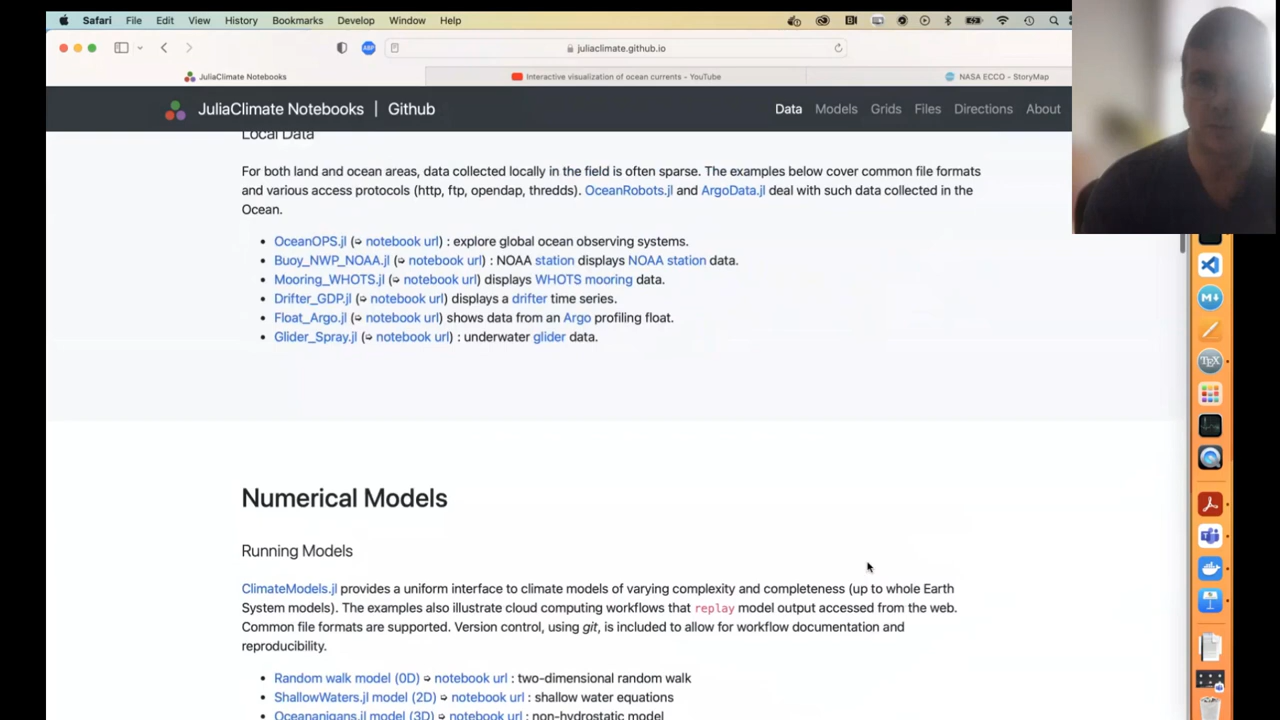 Safari File Edit View History Bookmarks Develop Window Help
juliaclimate.github.io
JuliaClimate Notebooks
Interactive visualization of ocean currents - YouTube
NASA ECCO - StoryMap
JuliaClimate Notebooks | Github Data Models Grids Files Directions About
Local Data
For both land and ocean areas, data collected locally in the field is often sparse. The examples below cover common file formats
and various access protocols (http, ftp, opendap, thredds). OceanRobots.jl and ArgoData.jl deal with such data collected in the
Ocean.
• OceanOPS.jl (➭ notebook url) : explore global ocean observing systems.
• Buoy_NWP_NOAA.jl (➭ notebook url) : NOAA station displays NOAA station data.
• Mooring_WHOTS.jl (➭ notebook url) displays WHOTS mooring data.
• Drifter_GDP.jl (➭ notebook url) displays a drifter time series.
• Float_Argo.jl (➭ notebook url) shows data from an Argo profiling float.
• Glider_Spray.jl (➭ notebook url) : underwater glider data.
Numerical Models
Running Models
ClimateModels.jl provides a uniform interface to climate models of varying complexity and completeness (up to whole Earth
System models). The examples also illustrate cloud computing workflows that replay model output accessed from the web.
Common file formats are supported. Version control, using git, is included to allow for workflow documentation and
reproducibility.
• Random walk model (0D) ➭ notebook url : two-dimensional random walk
• ShallowWaters.jl model (2D) ➭ notebook url : shallow water equations
• Oceananigans.jl model (3D) ➭ notebook url : non-hydrostatic model
ABP
M
TEX